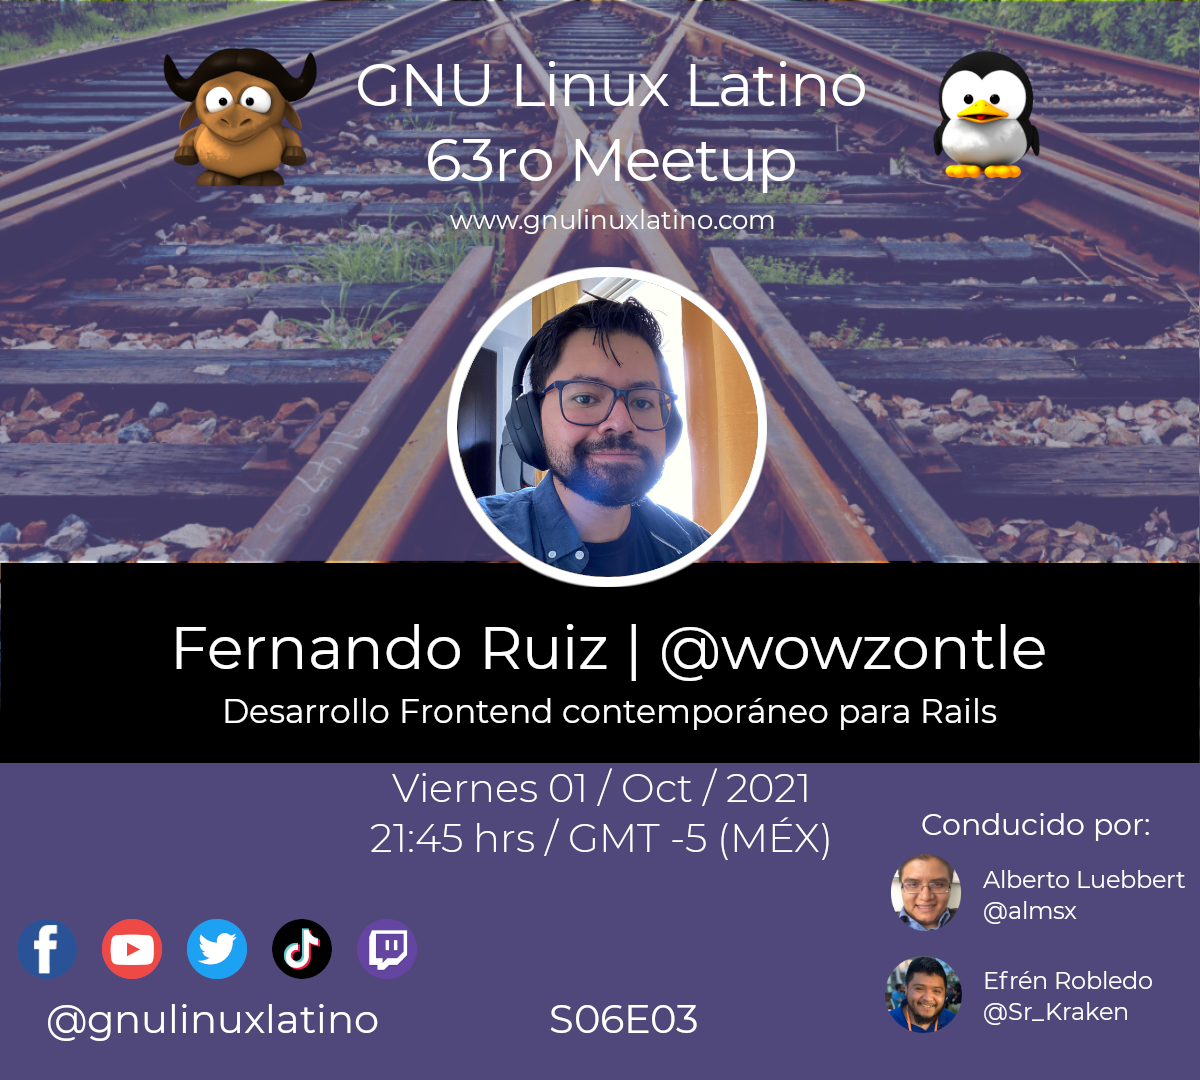 GNU Linux Latino
63ro Meetup
www.gnulinuxlatino.com
Fernando Ruiz | @wowzontle
Desarrollo Frontend contemporáneo para Rails
Viernes 01 / Oct / 2021
21:45 hrs / GMT -5 (MÉX)
Conducido por:
Alberto Luebbert
@almsx
Efrén Robledo
@Sr_Kraken
@gnulinuxlatino
S06E03